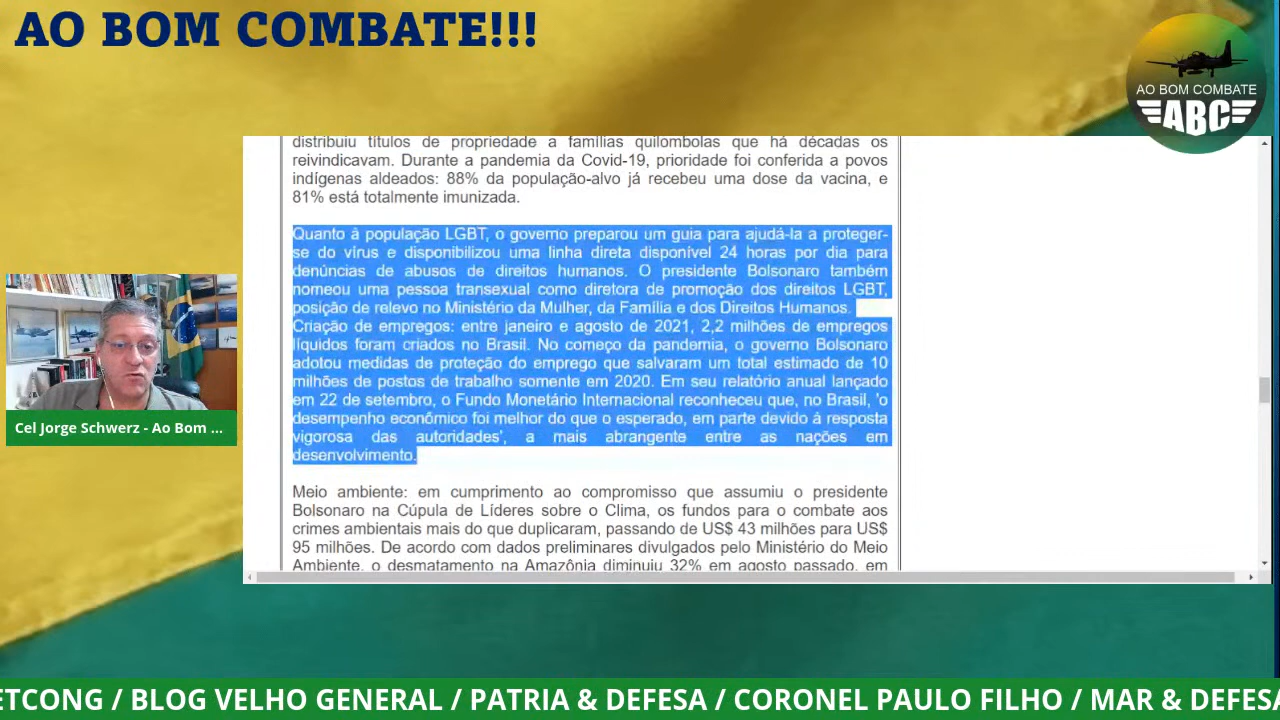 AO BOM COMBATE!!!
AO BOM COMBATE
ABC
distribuiu títulos de propriedade a famílias quilombolas que há décadas os
reivindicavam. Durante a pandemia da Covid-19, prioridade foi conferida a povos
indígenas aldeados: 88% da população-alvo já recebeu uma dose da vacina, e
81% está totalmente imunizada.
Quanto à população LGBT, o governo preparou um guia para ajudá-la a proteger-
se do vírus e disponibilizou uma linha direta disponível 24 horas por dia para
denúncias de abusos de direitos humanos. O presidente Bolsonaro também
nomeou uma pessoa transexual como diretora de promoção dos direitos LGBT,
posição de relevo no Ministério da Mulher, da Família e dos Direitos Humanos.
Criação de empregos: entre janeiro e agosto de 2021, 2,2 milhões de empregos
líquidos foram criados no Brasil. No começo da pandemia, o governo Bolsonaro
adotou medidas de proteção do emprego que salvaram um total estimado de 10
milhões de postos de trabalho somente em 2020. Em seu relatório anual lançado
em 22 de setembro, o Fundo Monetário Internacional reconheceu que, no Brasil, 'o
desempenho econômico foi melhor do que o esperado, em parte devido à resposta
vigorosa das autoridades', a mais abrangente entre as nações em
desenvolvimento.
Meio ambiente: em cumprimento ao compromisso que assumiu o presidente
Bolsonaro na Cúpula de Líderes sobre o Clima, os fundos para o combate aos
crimes ambientais mais do que duplicaram, passando de US$ 43 milhões para US$
95 milhões. De acordo com dados preliminares divulgados pelo Ministério do Meio
Ambiente, o desmatamento na Amazônia diminuiu 32% em agosto passado, em
Cel Jorge Schwerz - Ao Bom ...
ETCONG / BLOG VELHO GENERAL / PATRIA & DEFESA / CORONEL PAULO FILHO / MAR & DEFESA